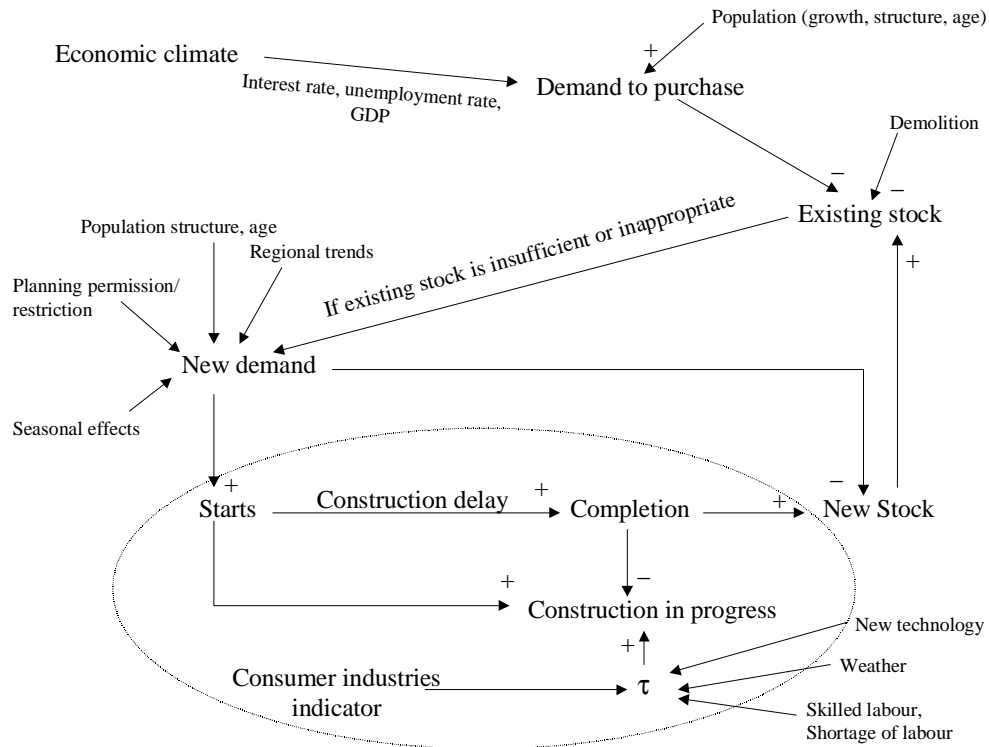 Population (growth, structure, age)
Economic climate
+
Interest rate, unemployment rate,
GDP
Demand to purchase
Demolition
−
−
Existing stock
If existing stock is insufficient or inappropriate
Population structure, age
Regional trends
+
Planning permission/
restriction
New demand
Seasonal effects
+
Starts
Construction delay
+
Completion
+
−
New Stock
−
+
Construction in progress
+
New technology
Weather
Consumer industries
indicator
τ
Skilled labour,
Shortage of labour